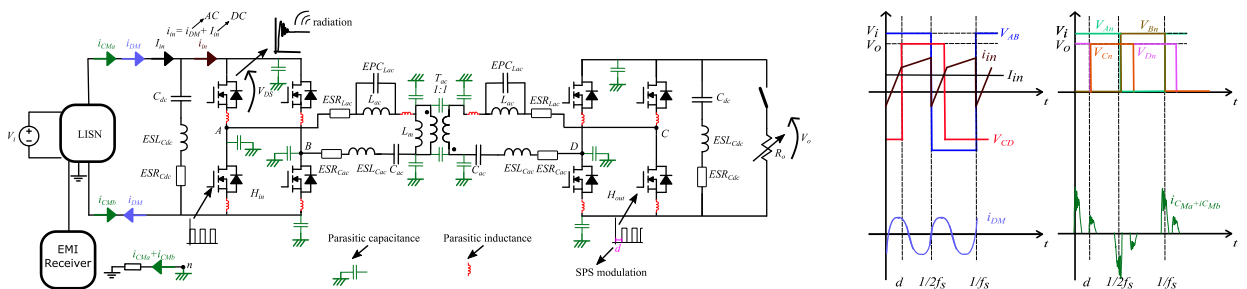 i_in = i_DM + I_in
AC
DC
radiation
i_CMa
i_DM
I_in
i_in
V_i
LISN
C_dc
ESL_Cdc
ESR_Cdc
i_CMb
i_DM
EMI
Receiver
i_CMa+i_CMb
n
V_DS
A
B
H_in
EPC_Lac
ESR_Lac
L_ac
L_m
ESR_Cac
ESL_Cac
C_ac
T_ac
1:1
EPC_Lac
L_ac
ESR_Lac
C_ac
ESL_Cac
ESR_Cac
C
D
H_out
C_dc
ESL_Cdc
ESR_Cdc
R_o
V_o
d
SPS modulation
Parasitic capacitance
Parasitic inductance
V_i
V_o
V_AB
i_in
I_in
t
V_CD
i_DM
t
d
1/2f_s
1/f_s
V_i
V_o
V_An
V_Bn
V_Cn
V_Dn
t
i_CMa+iC_Mb
t
d
1/2f_s
1/f_s